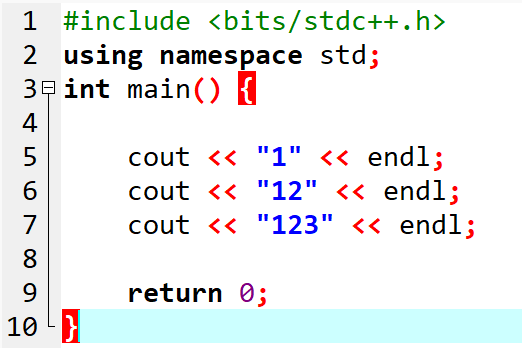 1 #include <bits/stdc++.h>
2 using namespace std;
3 int main() {
4
5     cout << "1" << endl;
6     cout << "12" << endl;
7     cout << "123" << endl;
8
9     return 0;
10 }